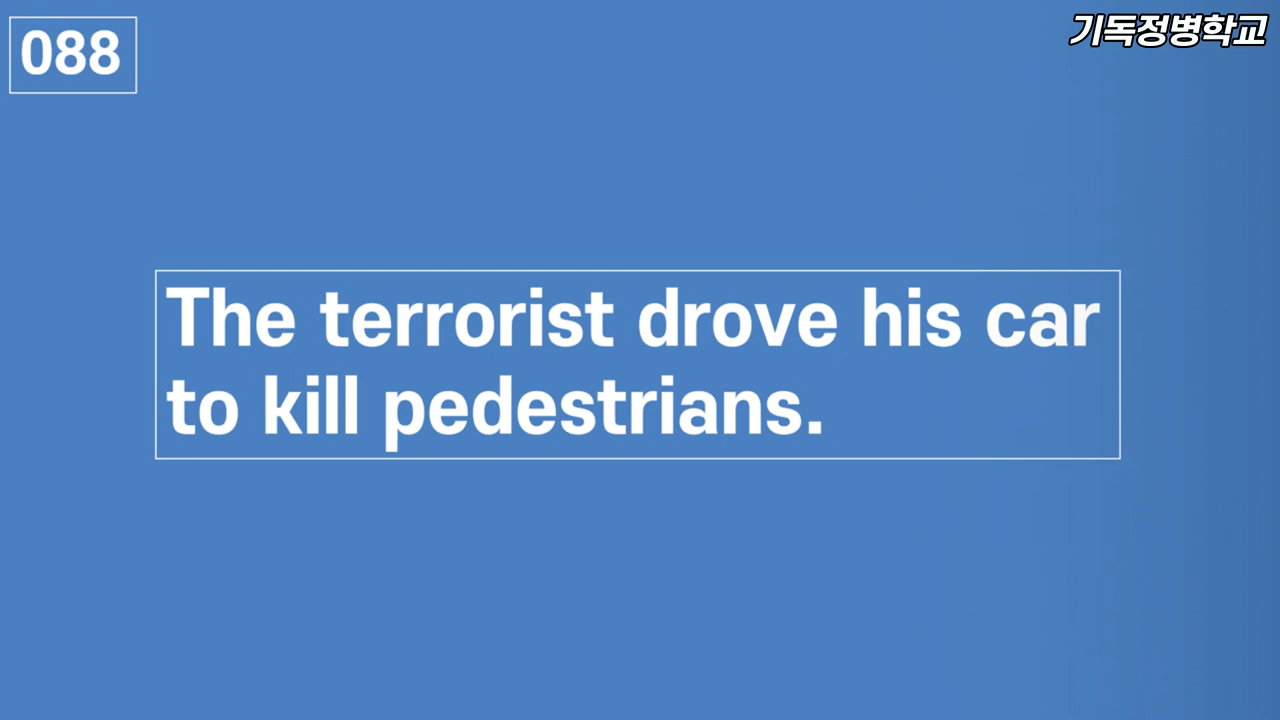 088
기독정병학교
The terrorist drove his car
to kill pedestrians.